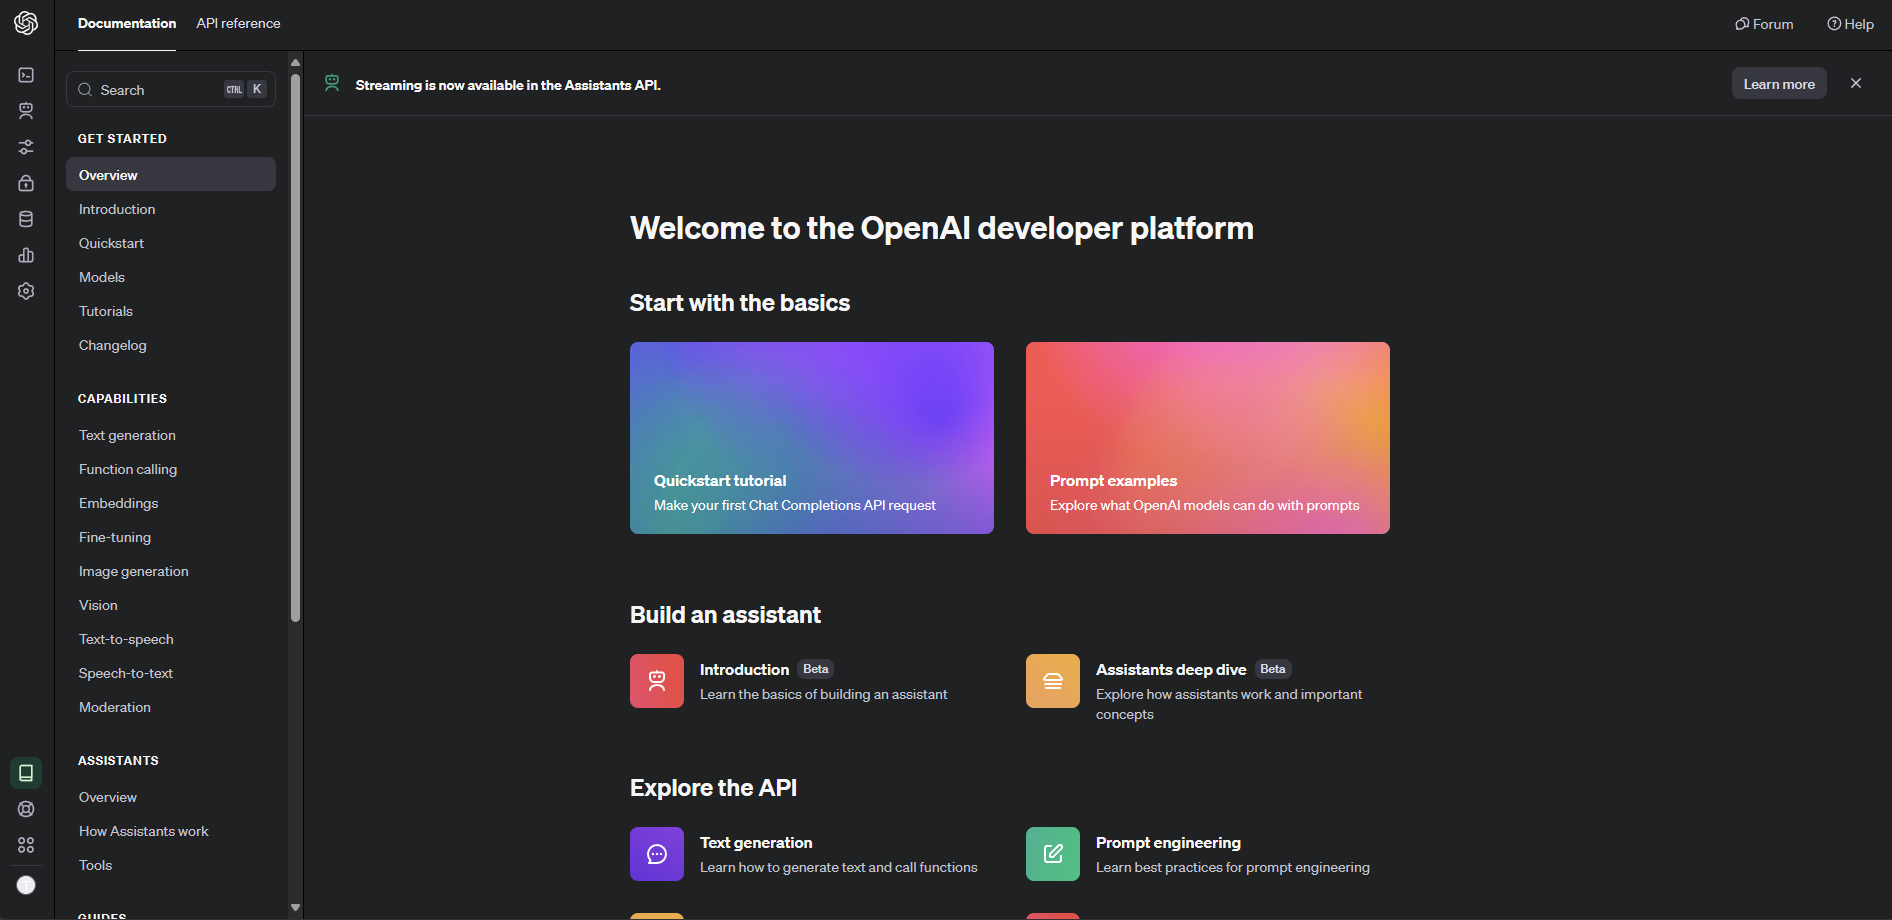 Documentation
API reference
Forum
Help
Search
CTRL K
GET STARTED
Overview
Introduction
Quickstart
Models
Tutorials
Changelog
CAPABILITIES
Text generation
Function calling
Embeddings
Fine-tuning
Image generation
Vision
Text-to-speech
Speech-to-text
Moderation
ASSISTANTS
Overview
How Assistants work
Tools
GUIDES
Streaming is now available in the Assistants API.
Learn more
Welcome to the OpenAI developer platform
Start with the basics
Quickstart tutorial
Make your first Chat Completions API request
Prompt examples
Explore what OpenAI models can do with prompts
Build an assistant
Introduction Beta
Learn the basics of building an assistant
Assistants deep dive Beta
Explore how assistants work and important
concepts
Explore the API
Text generation
Learn how to generate text and call functions
Prompt engineering
Learn best practices for prompt engineering